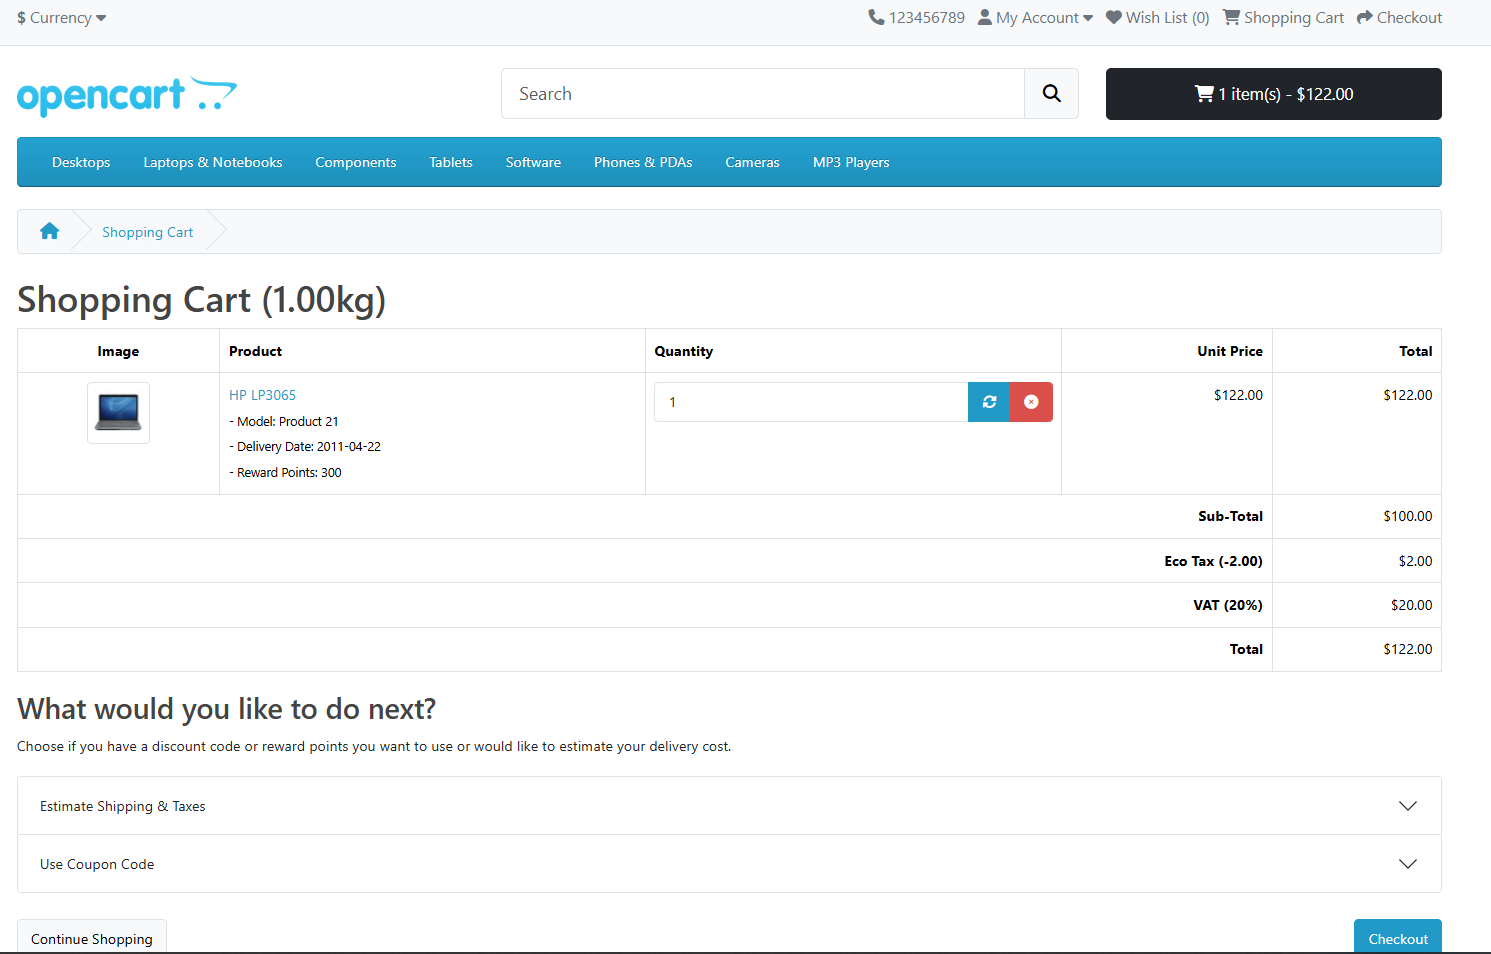 $ Currency
123456789 My Account Wish List (0) Shopping Cart Checkout
opencart
Search
1 item(s) - $122.00
Desktops Laptops & Notebooks Components Tablets Software Phones & PDAs Cameras MP3 Players
Shopping Cart
Shopping Cart (1.00kg)
Image Product Quantity Unit Price Total
HP LP3065 1 $122.00 $122.00
- Model: Product 21
- Delivery Date: 2011-04-22
- Reward Points: 300
Sub-Total $100.00
Eco Tax (-2.00) $2.00
VAT (20%) $20.00
Total $122.00
What would you like to do next?
Choose if you have a discount code or reward points you want to use or would like to estimate your delivery cost.
Estimate Shipping & Taxes
Use Coupon Code
Continue Shopping Checkout